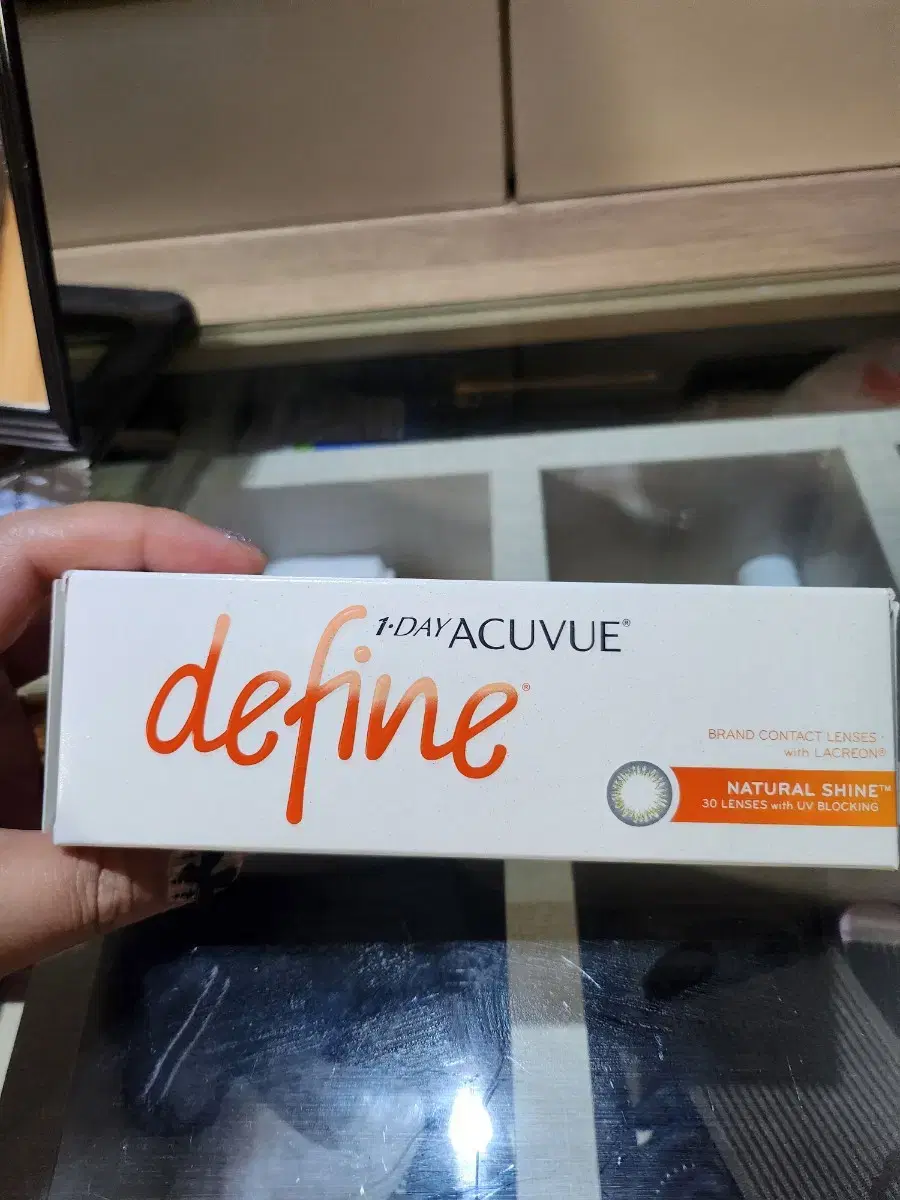 1·DAY ACUVUE®
define®
BRAND CONTACT LENSES
with LACREON®
NATURAL SHINE™
30 LENSES with UV BLOCKING